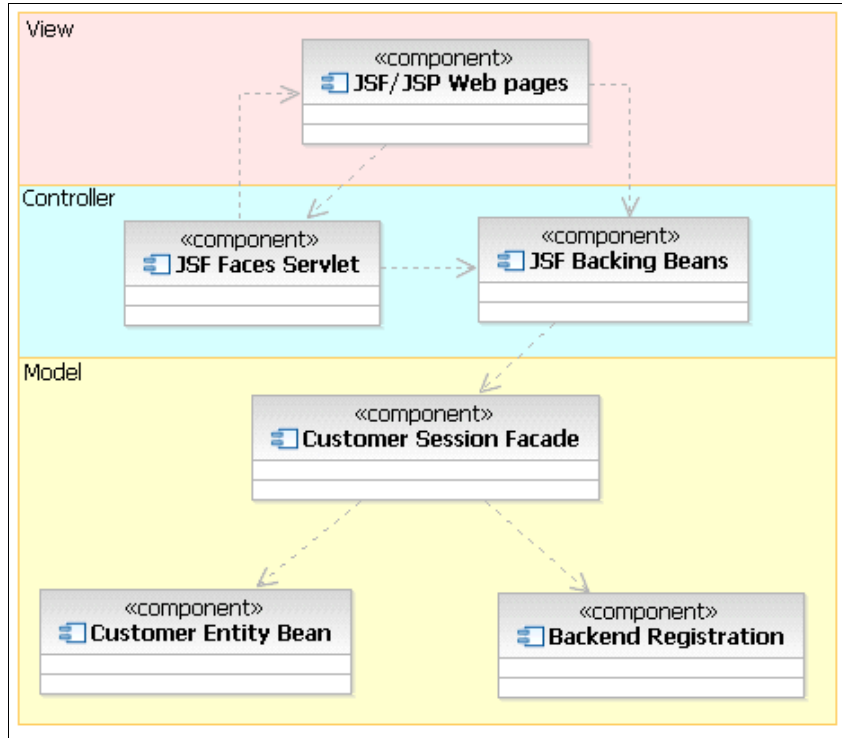 View
«component»
JSF/JSP Web pages
Controller
«component»
JSF Faces Servlet
«component»
JSF Backing Beans
Model
«component»
Customer Session Facade
«component»
Customer Entity Bean
«component»
Backend Registration